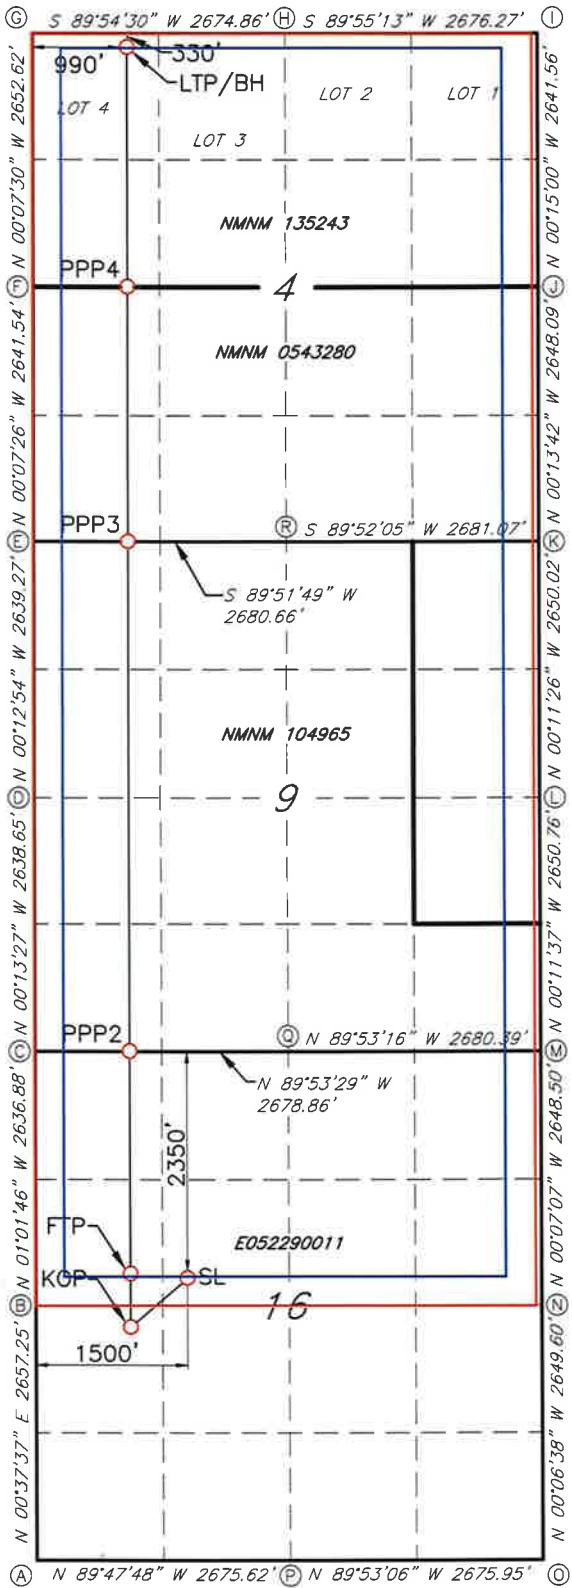 G S 89°54'30" W 2674.86' H S 89°55'13" W 2676.27' I
990' 330'
LTP/BH
LOT 4 LOT 3 LOT 2 LOT 1
N 00°07'30" W 2652.62'
N 00°15'00" W 2641.56'
NMNM 135243
F PPP4 4 J
NMNM 0543280
N 00°07'26" W 2641.54'
N 00°13'42" W 2648.09'
E PPP3 R S 89°52'05" W 2681.07' K
S 89°51'49" W
2680.66'
N 00°12'54" W 2639.27'
N 00°11'26" W 2650.02'
NMNM 104965
D 9 L
N 00°13'27" W 2638.65'
N 00°11'37" W 2650.76'
C PPP2 Q N 89°53'16" W 2680.39' M
N 89°53'29" W
2678.86'
2350'
N 01°01'46" W 2636.88'
N 00°07'07" W 2648.50'
FTP E052290011
KOP SL
B 16 N
1500'
N 00°37'37" E 2657.25'
N 00°06'38" W 2649.60'
A N 89°47'48" W 2675.62' P N 89°53'06" W 2675.95' O